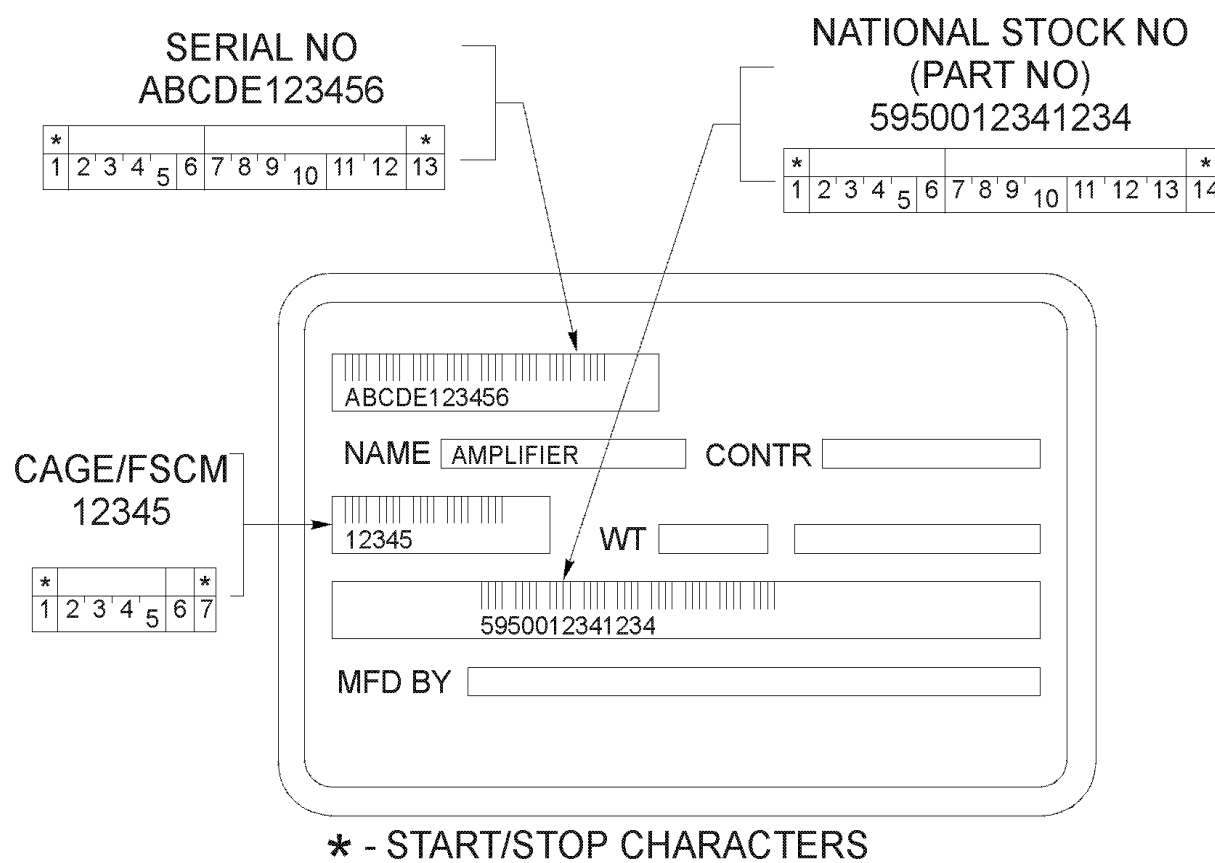 SERIAL NO
ABCDE123456
* *
1 2 3 4 5 6 7 8 9 10 11 12 13
NATIONAL STOCK NO
(PART NO)
5950012341234
* *
1 2 3 4 5 6 7 8 9 10 11 12 13 14
ABCDE123456
NAME AMPLIFIER CONTR
CAGE/FSCM
12345
* *
1 2 3 4 5 6 7
12345
WT
5950012341234
MFD BY
* - START/STOP CHARACTERS